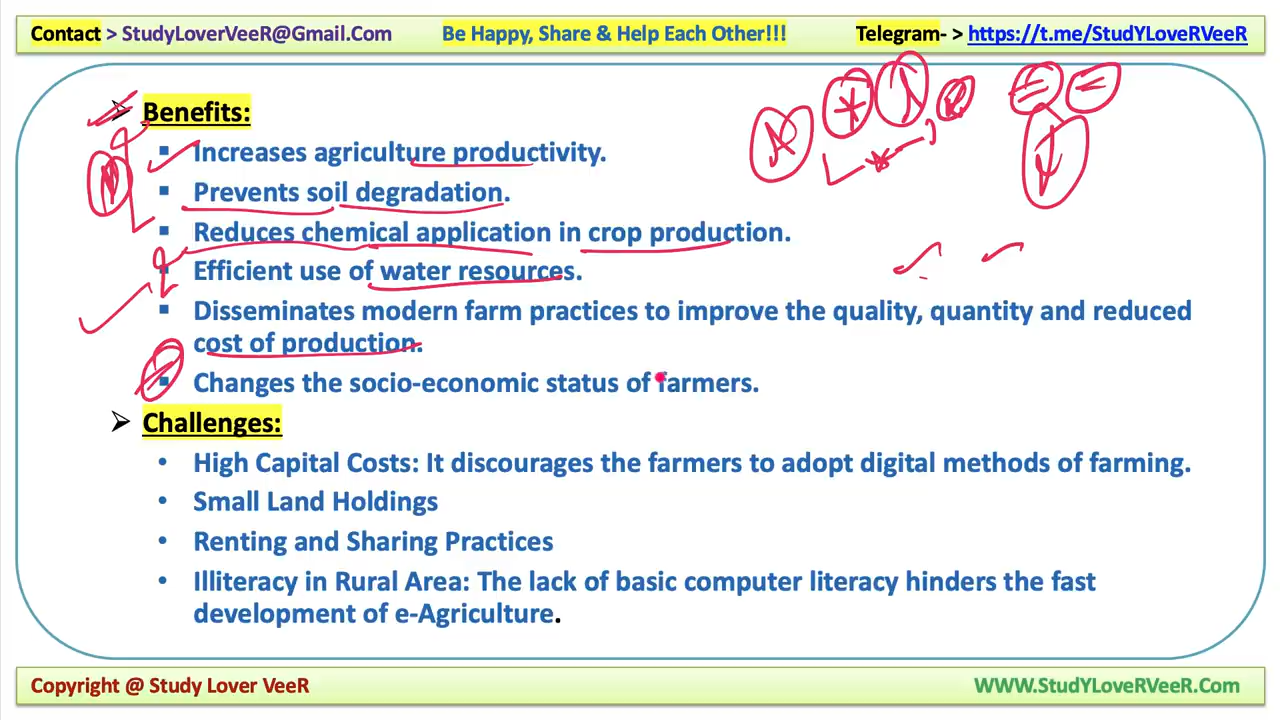 Contact > StudyLoverVeeR@Gmail.Com Be Happy, Share & Help Each Other!!! Telegram- > https://t.me/StudYLoveRVeeR
➢ Benefits:
▪ Increases agriculture productivity.
▪ Prevents soil degradation.
▪ Reduces chemical application in crop production.
▪ Efficient use of water resources.
▪ Disseminates modern farm practices to improve the quality, quantity and reduced
cost of production.
▪ Changes the socio-economic status of farmers.
➢ Challenges:
• High Capital Costs: It discourages the farmers to adopt digital methods of farming.
• Small Land Holdings
• Renting and Sharing Practices
• Illiteracy in Rural Area: The lack of basic computer literacy hinders the fast
development of e-Agriculture.
Copyright @ Study Lover VeeR WWW.StudYLoveRVeeR.Com